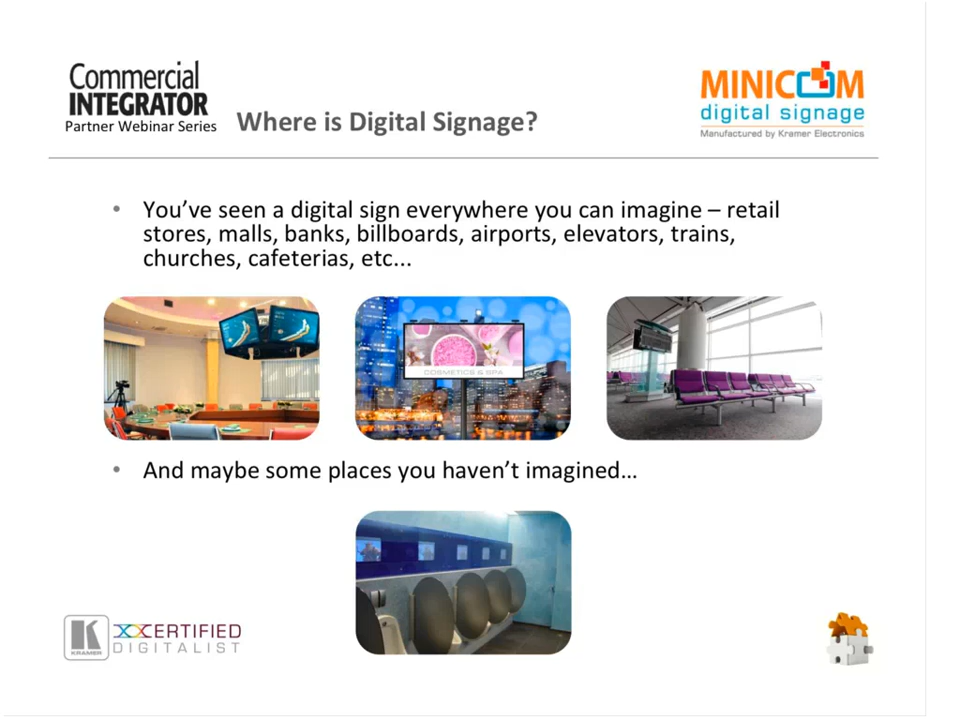 Commercial
INTEGRATOR
Partner Webinar Series
Where is Digital Signage?
MINICOM
digital signage
Manufactured by Kramer Electronics
• You've seen a digital sign everywhere you can imagine – retail
stores, malls, banks, billboards, airports, elevators, trains,
churches, cafeterias, etc...
COSMETICS & SPA
• And maybe some places you haven't imagined…
K
KRAMER
CERTIFIED
DIGITALIST